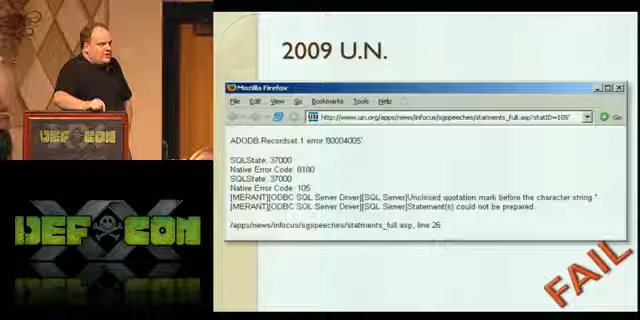 2009 U.N.
Mozilla Firefox
File Edit View Go Bookmarks Tools Help
http://www.un.org/apps/news/infocus/sgspeeches/statments_full.asp?statID=105'
Go
ADODB.Recordset.1 error '80004005'
SQLState: 37000
Native Error Code: 8180
SQLState: 37000
Native Error Code: 105
[MERANT][ODBC SQL Server Driver][SQL Server]Unclosed quotation mark before the character string ''
[MERANT][ODBC SQL Server Driver][SQL Server]Statement(s) could not be prepared.
/apps/news/infocus/sgspeeches/statments_full.asp, line 26
FAIL
DEF CON
XX
DEF CON